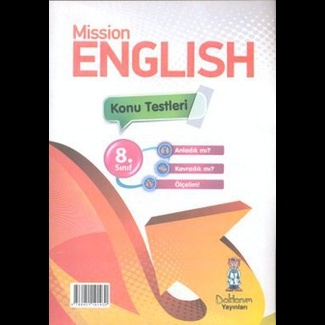 Mission
ENGLISH
Konu Testleri
8.
Sınıf
Anladık mı?
Kavradık mı?
Ölçelim!
Doktorum
Yayınları